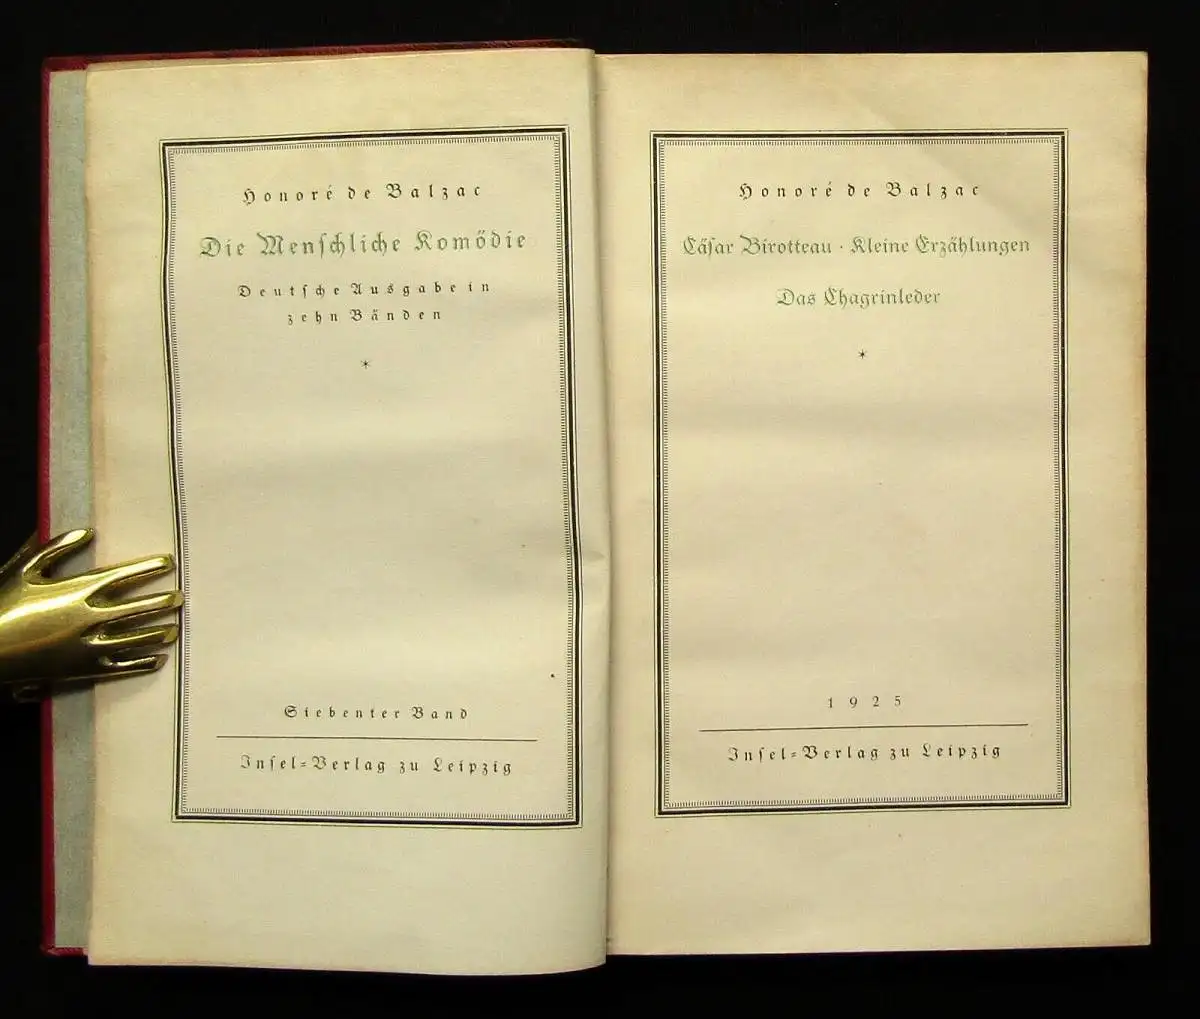 Honoré de Balzac
Die Menſchliche Komödie
Deutſche Ausgabe in
zehn Bänden
*
Siebenter Band
Inſel-Verlag zu Leipzig
Honoré de Balzac
Cäſar Birotteau · Kleine Erzählungen
Das Chagrinleder
*
1925
Inſel-Verlag zu Leipzig